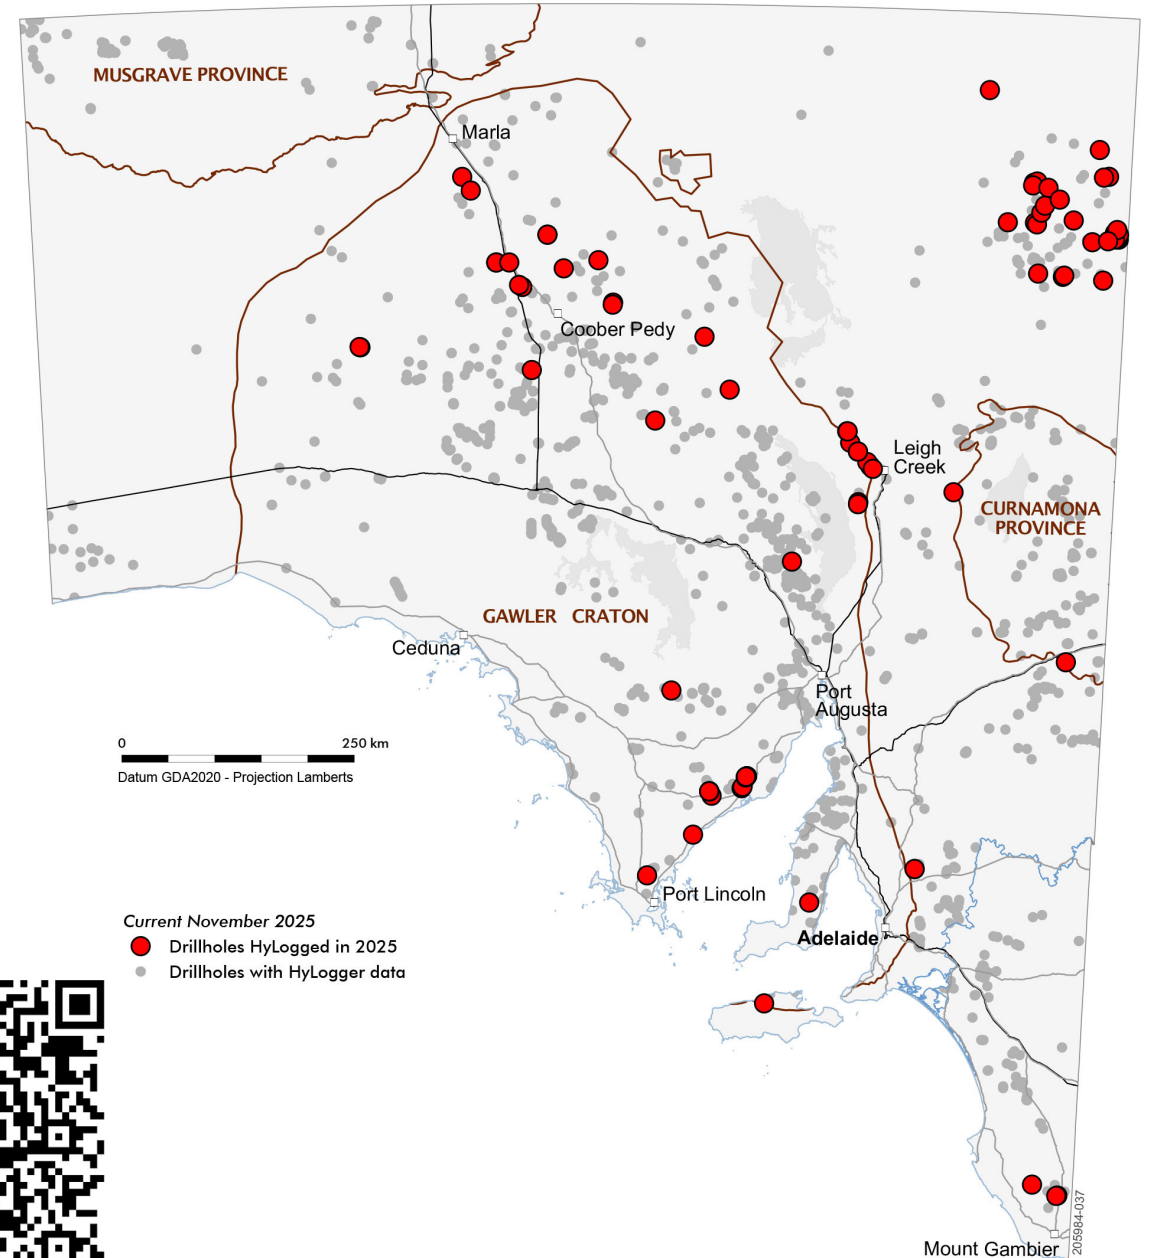 MUSGRAVE PROVINCE
Marla
Coober Pedy
Leigh
Creek
CURNAMONA
PROVINCE
GAWLER CRATON
Ceduna
Port
Augusta
0 250 km
Datum GDA2020 - Projection Lamberts
Port Lincoln
Current November 2025
Adelaide
Drillholes HyLogged in 2025
Drillholes with HyLogger data
205984-037
Mount Gambier